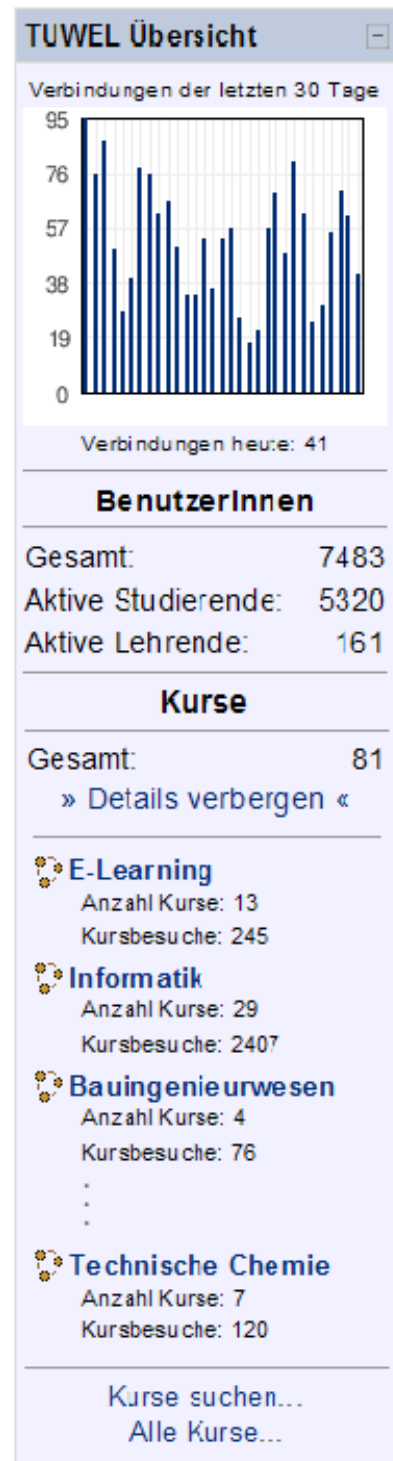 TUWEL Übersicht
Verbindungen der letzten 30 Tage
95
76
57
38
19
0
Verbindungen heute: 41
BenutzerInnen
Gesamt: 7483
Aktive Studierende: 5320
Aktive Lehrende: 161
Kurse
Gesamt: 81
» Details verbergen «
E-Learning
Anzahl Kurse: 13
Kursbesuche: 245
Informatik
Anzahl Kurse: 29
Kursbesuche: 2407
Bauingenieurwesen
Anzahl Kurse: 4
Kursbesuche: 76
.
.
.
Technische Chemie
Anzahl Kurse: 7
Kursbesuche: 120
Kurse suchen...
Alle Kurse...